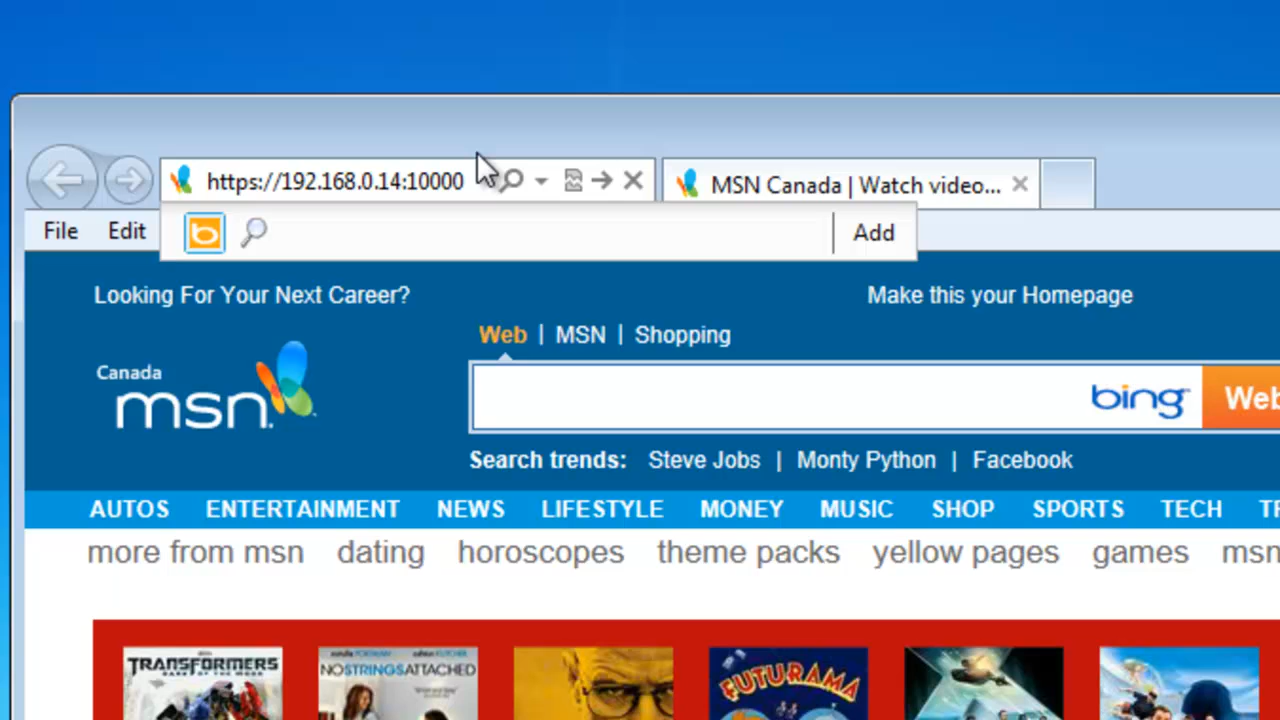 https://192.168.0.14:10000
MSN Canada | Watch video...
File Edit
Add
Looking For Your Next Career?
Make this your Homepage
Web | MSN | Shopping
Canada
msn
bing
Web
Search trends: Steve Jobs | Monty Python | Facebook
AUTOS ENTERTAINMENT NEWS LIFESTYLE MONEY MUSIC SHOP SPORTS TECH
more from msn dating horoscopes theme packs yellow pages games msn
TRANSFORMERS
NO STRINGS ATTACHED
FUTURAMA